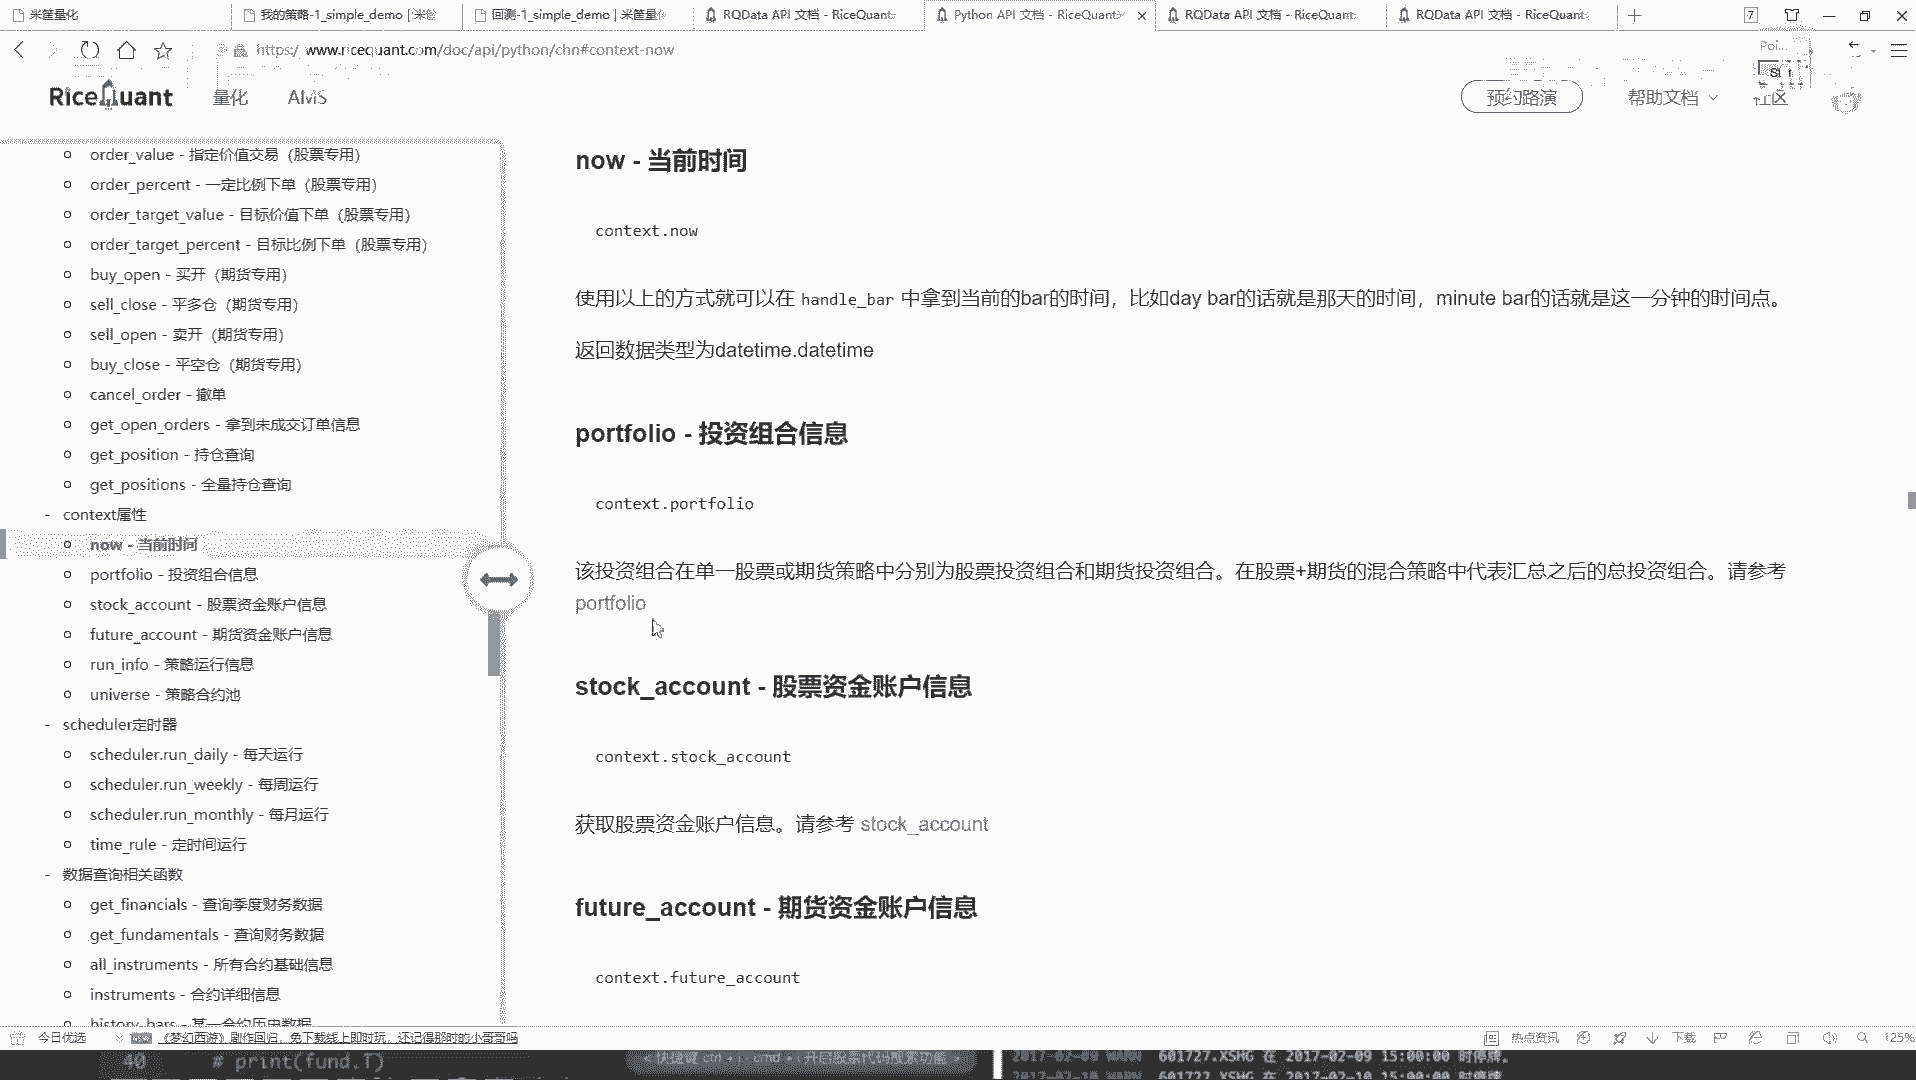 米筐量化
我的策略-1_simple_demo | 米筐
回测-1_simple_demo | 米筐量化
RQData API 文档 - RiceQuant
Python API 文档 - RiceQuant
RQData API 文档 - RiceQuant
RQData API 文档 - RiceQuant
7
https://www.ricequant.com/doc/api/python/chn#context-now
RiceQuant
量化
AMS
预约路演
帮助文档
社区
order_value - 指定价值交易（股票专用）
order_percent - 一定比例下单（股票专用）
order_target_value - 目标价值下单（股票专用）
order_target_percent - 目标比例下单（股票专用）
buy_open - 买开（期货专用）
sell_close - 平多仓（期货专用）
sell_open - 卖开（期货专用）
buy_close - 平空仓（期货专用）
cancel_order - 撤单
get_open_orders - 拿到未成交订单信息
get_position - 持仓查询
get_positions - 全量持仓查询
- context属性
now - 当前时间
portfolio - 投资组合信息
stock_account - 股票资金账户信息
future_account - 期货资金账户信息
run_info - 策略运行信息
universe - 策略合约池
- scheduler定时器
scheduler.run_daily - 每天运行
scheduler.run_weekly - 每周运行
scheduler.run_monthly - 每月运行
time_rule - 定时间运行
- 数据查询相关函数
get_financials - 查询季度财务数据
get_fundamentals - 查询财务数据
all_instruments - 所有合约基础信息
instruments - 合约详细信息
history_bars - 某一合约历史数据
now - 当前时间
context.now
使用以上的方式就可以在 handle_bar 中拿到当前的bar的时间，比如day bar的话就是那天的时间，minute bar的话就是这一分钟的时间点。
返回数据类型为datetime.datetime
portfolio - 投资组合信息
context.portfolio
该投资组合在单一股票或期货策略中分别为股票投资组合和期货投资组合。在股票+期货的混合策略中代表汇总之后的总投资组合。请参考
portfolio
stock_account - 股票资金账户信息
context.stock_account
获取股票资金账户信息。请参考 stock_account
future_account - 期货资金账户信息
context.future_account
今日优选
《梦幻西游》剧作回归，免下载线上即时玩，还记得那时的小哥哥吗
热点资讯
下载
125%
40 # print(fund.T)
2017-02-09 WARN 601727.XSHG 在 2017-02-09 15:00:00 时停牌。
2017-02-10 WARN 601727.XSHG 在 2017-02-10 15:00:00 时停牌。